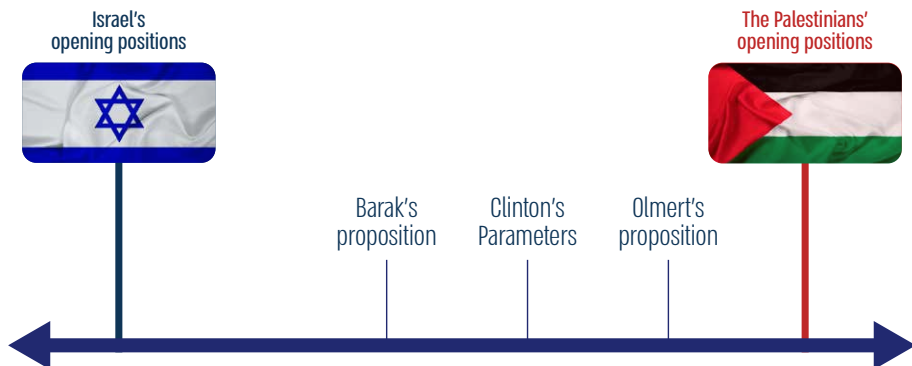 Israel's
opening positions
The Palestinians'
opening positions
Barak's
proposition
Clinton's
Parameters
Olmert's
proposition